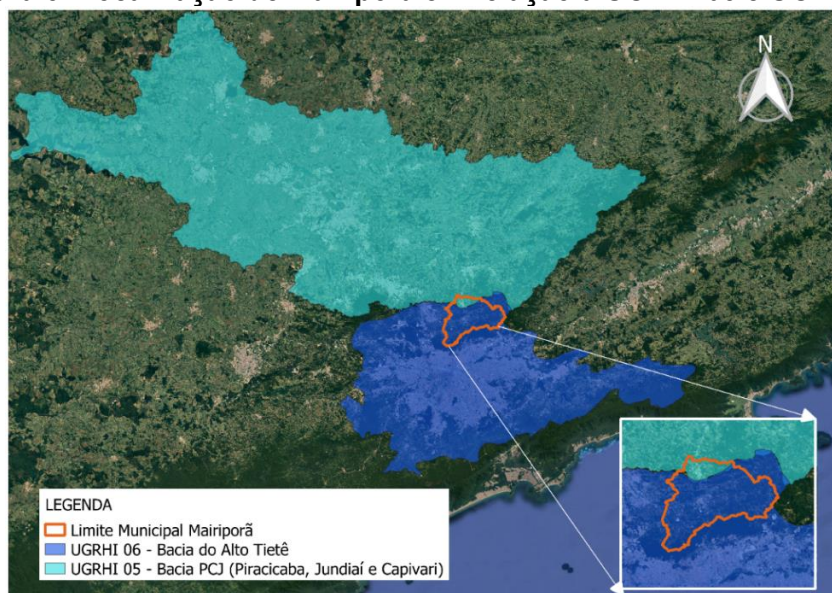 N
LEGENDA
Limite Municipal Mairiporã
UGRHI 06 - Bacia do Alto Tietê
UGRHI 05 - Bacia PCJ (Piracicaba, Jundiaí e Capivari)